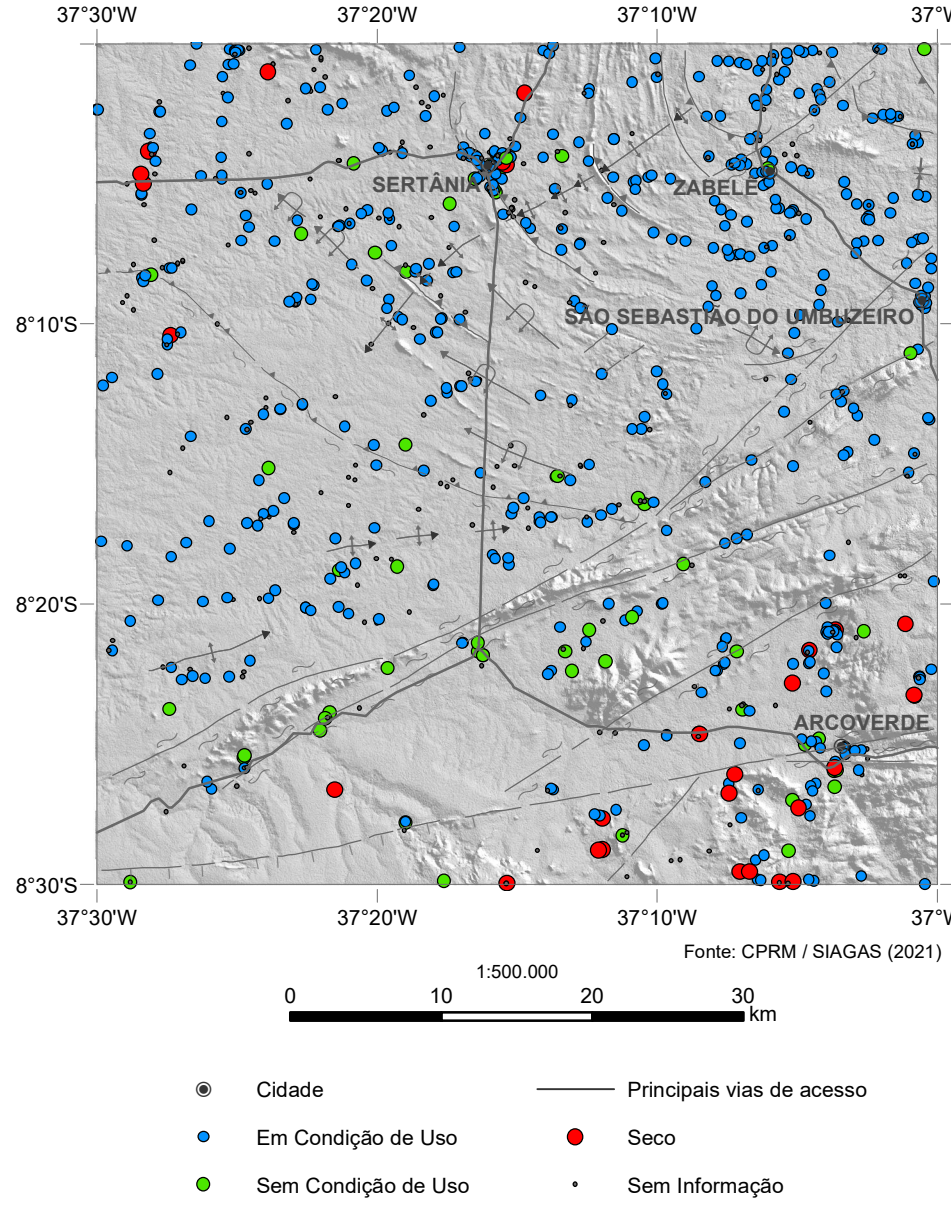 37°30'W 37°20'W 37°10'W 37°W
SERTÂNIA
ZABELÊ
SÃO SEBASTIÃO DO UMBUZEIRO
8°10'S
8°20'S
ARCOVERDE
8°30'S
37°30'W 37°20'W 37°10'W 37°W
Fonte: CPRM / SIAGAS (2021)
1:500.000
0 10 20 30
km
Cidade Principais vias de acesso
Em Condição de Uso Seco
Sem Condição de Uso Sem Informação